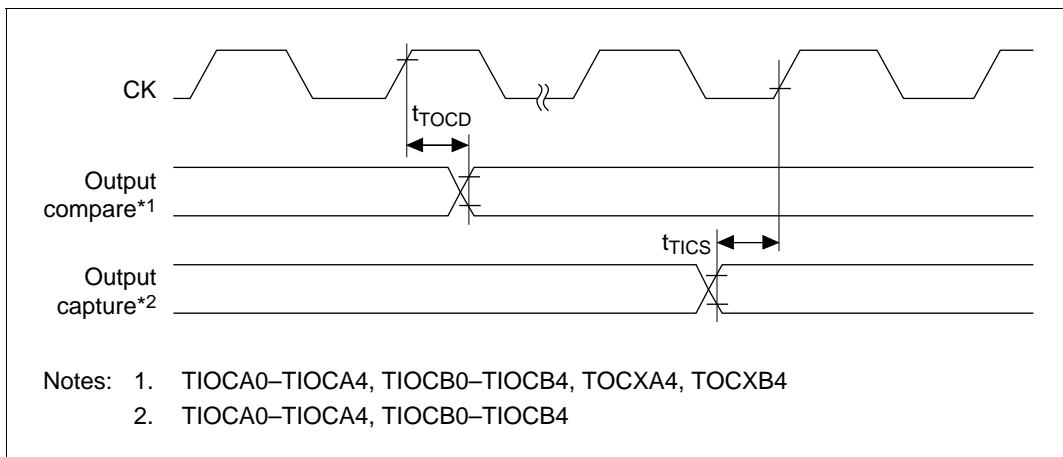 CK
tTOCD
Output
compare*1
tTICS
Output
capture*2
Notes: 1. TIOCA0–TIOCA4, TIOCB0–TIOCB4, TOCXA4, TOCXB4
2. TIOCA0–TIOCA4, TIOCB0–TIOCB4